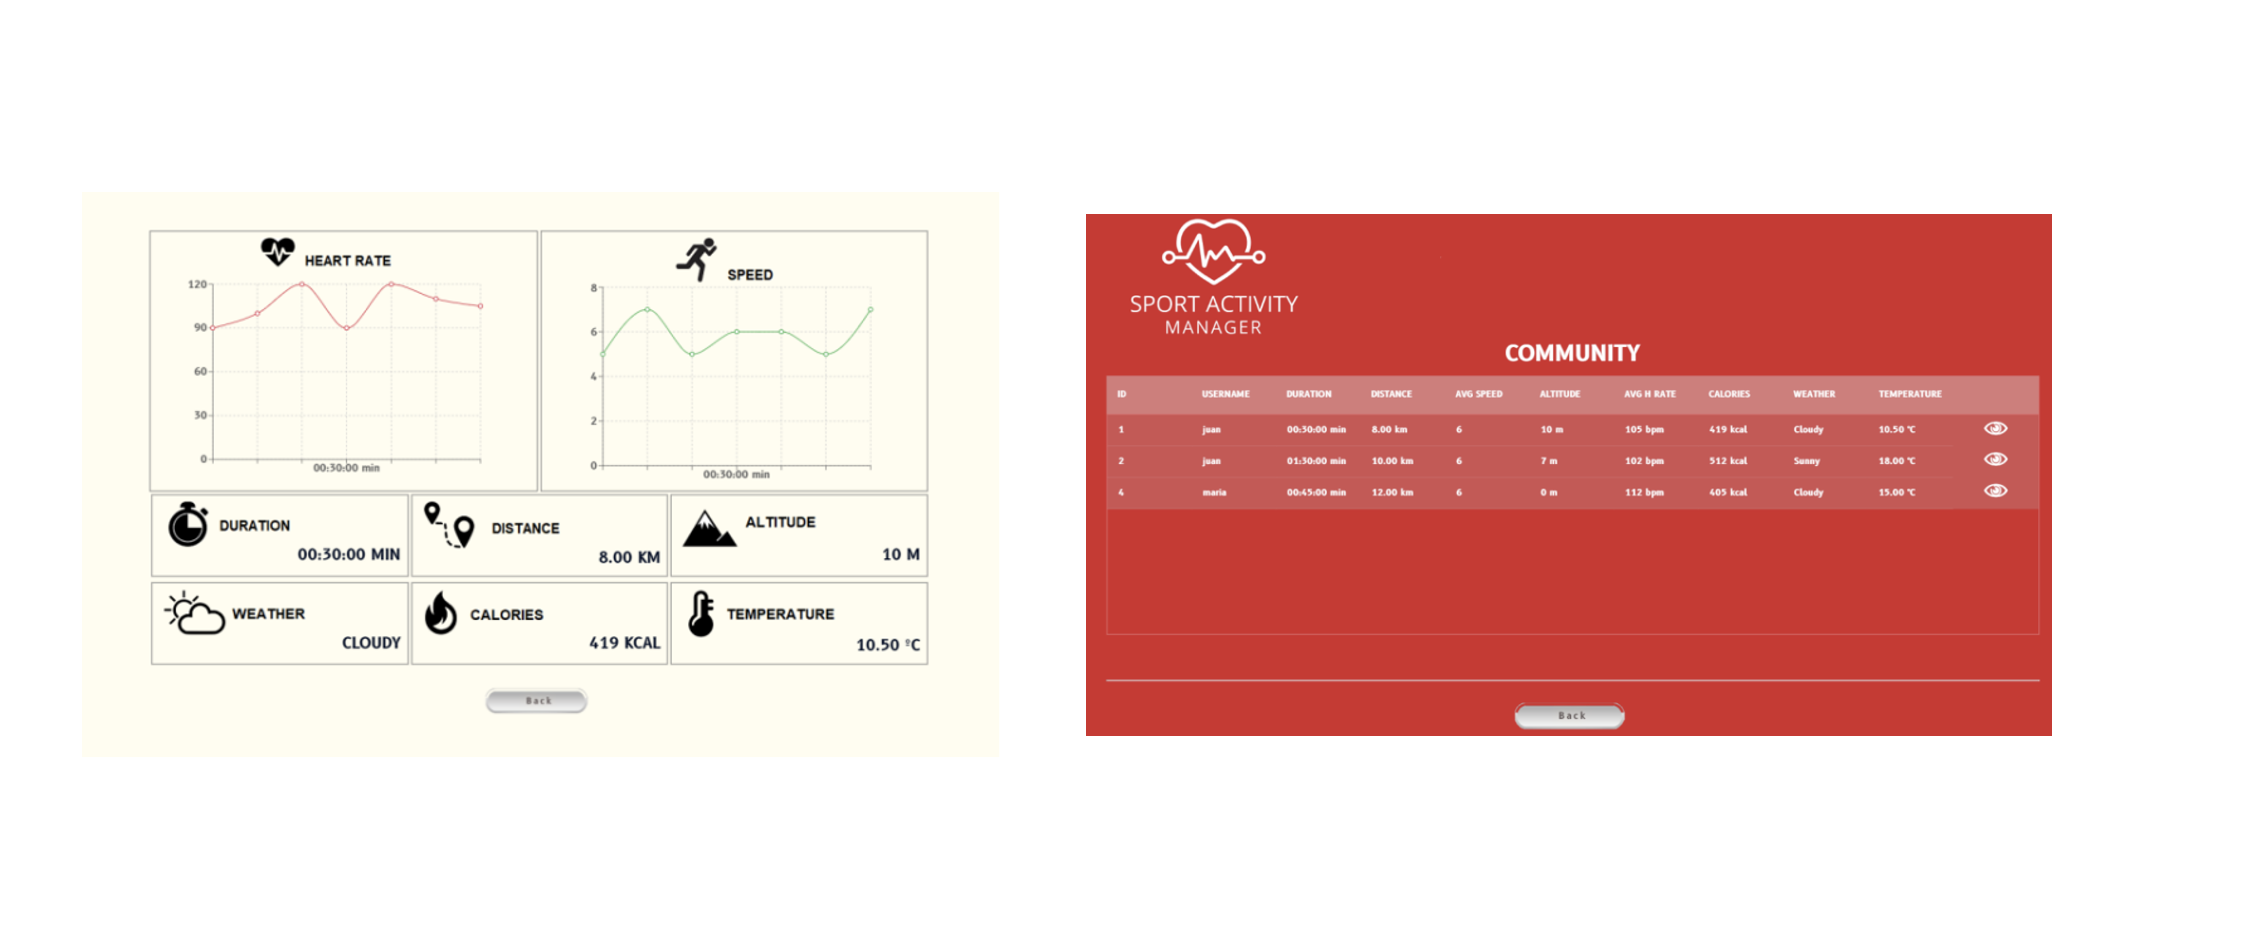 HEART RATE
120
90
60
30
0
00:30:00 min
SPEED
8
6
4
2
0
00:30:00 min
DURATION
00:30:00 MIN
DISTANCE
8.00 KM
ALTITUDE
10 M
WEATHER
CLOUDY
CALORIES
419 KCAL
TEMPERATURE
10.50 ºC
Back
SPORT ACTIVITY
MANAGER
COMMUNITY
ID USERNAME DURATION DISTANCE AVG SPEED ALTITUDE AVG H RATE CALORIES WEATHER TEMPERATURE
1 juan 00:30:00 min 8.00 km 6 10 m 105 bpm 419 kcal Cloudy 10.50 ºC
2 juan 01:30:00 min 10.00 km 6 7 m 102 bpm 512 kcal Sunny 18.00 ºC
4 maria 00:45:00 min 12.00 km 6 0 m 112 bpm 405 kcal Cloudy 15.00 ºC
Back